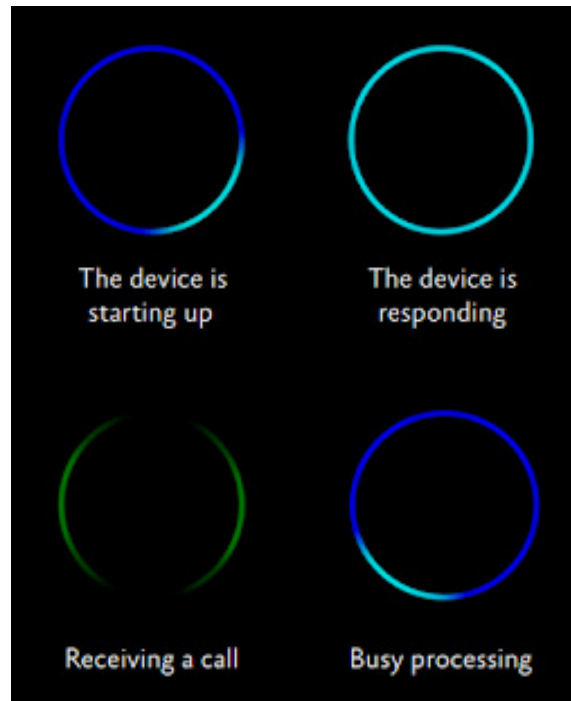 The device is
starting up
The device is
responding
Receiving a call
Busy processing